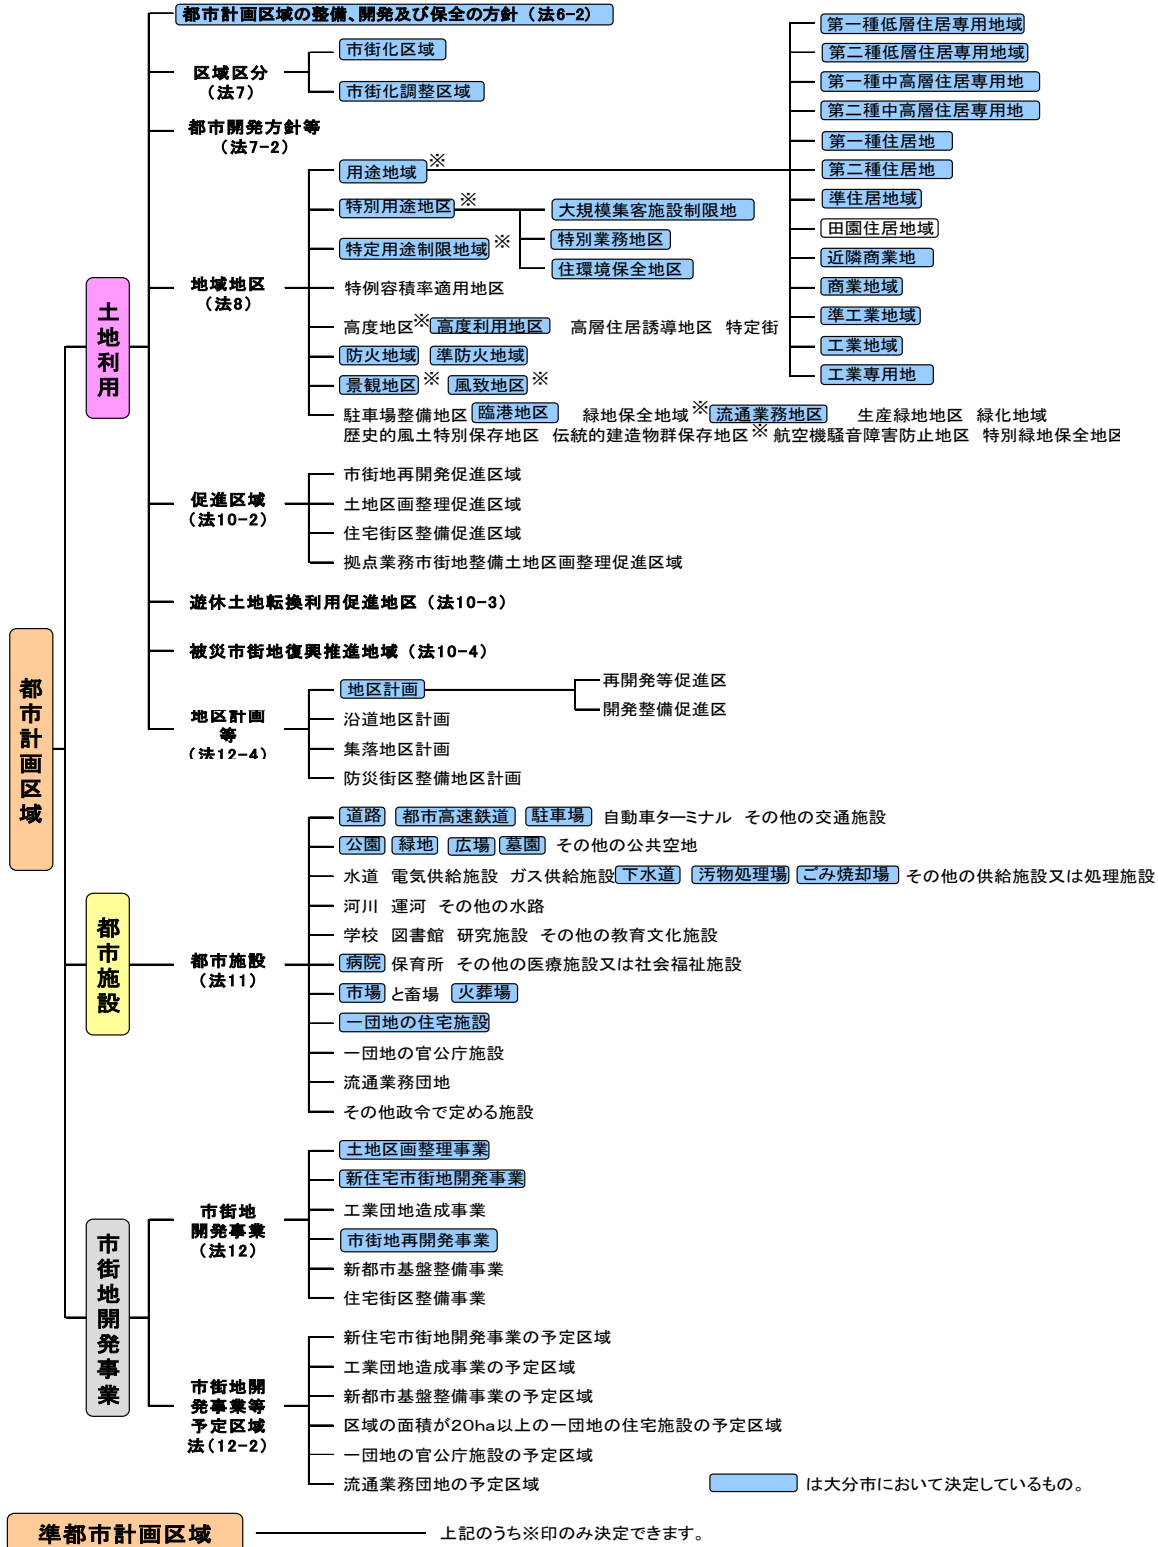 都市計画区域の整備、開発及び保全の方針（法6-2）
区域区分
（法7）
市街化区域
市街化調整区域
都市開発方針等
（法7-2）
土地利用
地域地区
（法8）
用途地域※
第一種低層住居専用地域
第二種低層住居専用地域
第一種中高層住居専用地
第二種中高層住居専用地
第一種住居地
第二種住居地
準住居地域
田園住居地域
近隣商業地
商業地域
準工業地域
工業地域
工業専用地
特別用途地区※
大規模集客施設制限地
特別業務地区
住環境保全地区
特定用途制限地域※
特例容積率適用地区
高度地区※ 高度利用地区 高層住居誘導地区 特定街
防火地域 準防火地域
景観地区※ 風致地区※
駐車場整備地区 臨港地区 緑地保全地域※ 流通業務地区 生産緑地地区 緑化地域
歴史的風土特別保存地区 伝統的建造物群保存地区※ 航空機騒音障害防止地区 特別緑地保全地区
促進区域
（法10-2）
市街地再開発促進区域
土地区画整理促進区域
住宅街区整備促進区域
拠点業務市街地整備土地区画整理促進区域
遊休土地転換利用促進地区（法10-3）
被災市街地復興推進地域（法10-4）
地区計画
等
（法12-4）
地区計画
再開発等促進区
開発整備促進区
沿道地区計画
集落地区計画
防災街区整備地区計画
都市計画区域
都市施設
都市施設
（法11）
道路 都市高速鉄道 駐車場 自動車ターミナル その他の交通施設
公園 緑地 広場 墓園 その他の公共空地
水道 電気供給施設 ガス供給施設 下水道 汚物処理場 ごみ焼却場 その他の供給施設又は処理施設
河川 運河 その他の水路
学校 図書館 研究施設 その他の教育文化施設
病院 保育所 その他の医療施設又は社会福祉施設
市場 と畜場 火葬場
一団地の住宅施設
一団地の官公庁施設
流通業務団地
その他政令で定める施設
市街地開発事業
市街地
開発事業
（法12）
土地区画整理事業
新住宅市街地開発事業
工業団地造成事業
市街地再開発事業
新都市基盤整備事業
住宅街区整備事業
市街地開
発事業等
予定区域
法（12-2）
新住宅市街地開発事業の予定区域
工業団地造成事業の予定区域
新都市基盤整備事業の予定区域
区域の面積が20ha以上の一団地の住宅施設の予定区域
一団地の官公庁施設の予定区域
流通業務団地の予定区域
は大分市において決定しているもの。
準都市計画区域
上記のうち※印のみ決定できます。